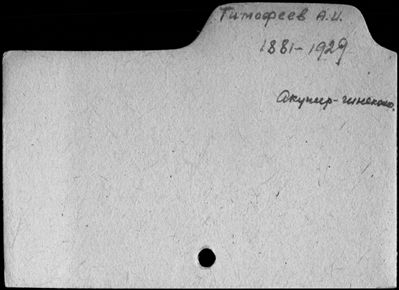 Тимофеев А.И.
1881-1929
Акушер-гинеколог.